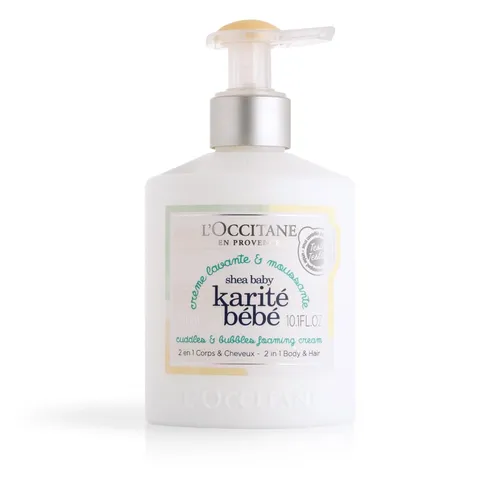 L'OCCITANE
EN PROVENCE
crème lavante & moussante
shea baby
karité
bébé
10.1FL.OZ
cuddles & bubbles foaming cream
2 en 1 Corps & Cheveux - 2 in 1 Body & Hair
L'OCCITANE